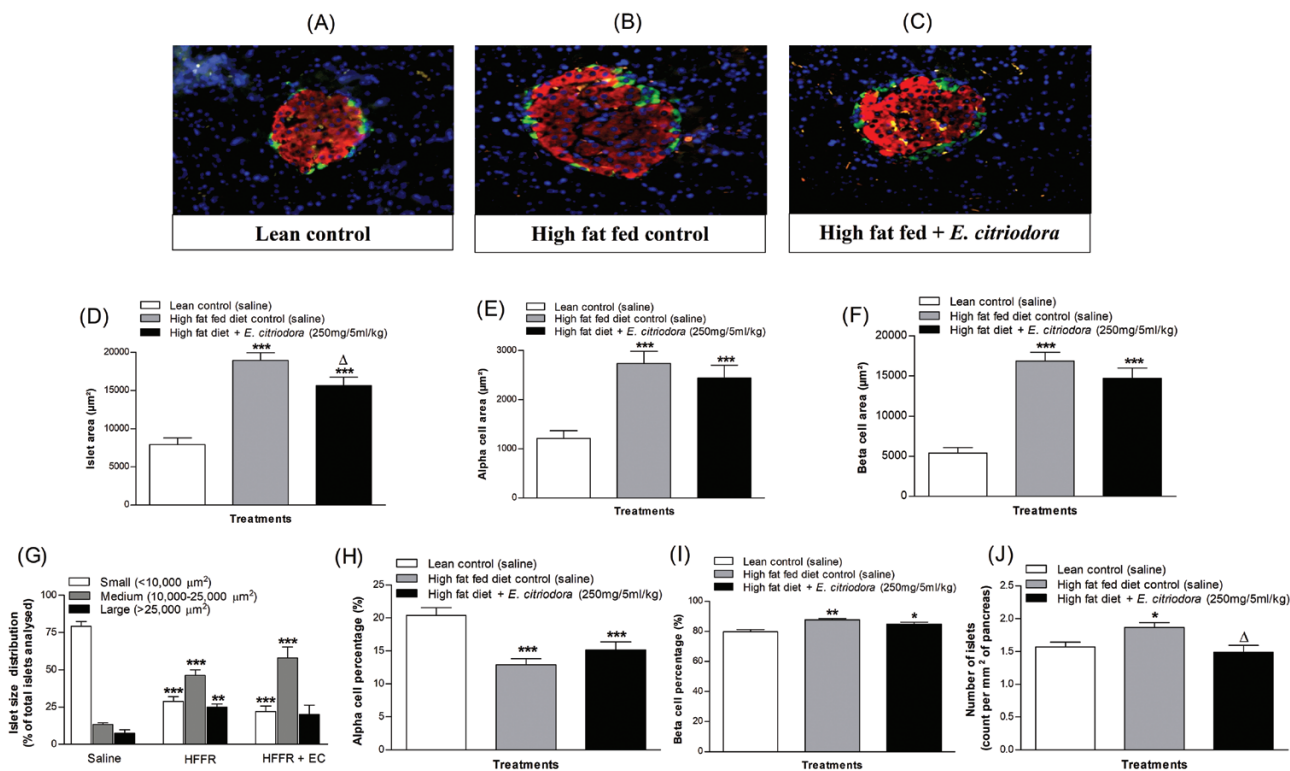 (A)
(B)
(C)
Lean control
High fat fed control
High fat fed + E. citriodora
(D)
Lean control (saline)
High fat fed diet control (saline)
High fat diet + E. citriodora (250mg/5ml/kg)
Islet area (µm²)
20000
15000
10000
5000
0
***
Δ
***
Treatments
(E)
Lean control (saline)
High fat fed diet control (saline)
High fat diet + E. citriodora (250mg/5ml/kg)
Alpha cell area (µm²)
3000
2000
1000
0
***
***
Treatments
(F)
Lean control (saline)
High fat fed diet control (saline)
High fat diet + E. citriodora (250mg/5ml/kg)
Beta cell area (µm²)
20000
15000
10000
5000
0
***
***
Treatments
(G)
Small (<10,000 µm²)
Medium (10,000-25,000 µm²)
Large (>25,000 µm²)
Islet size distribution
(% of total islets analysed)
100
75
50
25
0
***
***
**
***
***
Saline
HFFR
HFFR + EC
(H)
Lean control (saline)
High fat fed diet control (saline)
High fat diet + E. citriodora (250mg/5ml/kg)
Alpha cell percentage (%)
25
20
15
10
5
0
***
***
Treatments
(I)
Lean control (saline)
High fat fed diet control (saline)
High fat diet + E. citriodora (250mg/5ml/kg)
Beta cell percentage (%)
100
80
60
40
20
0
**
*
Treatments
(J)
Lean control (saline)
High fat fed diet control (saline)
High fat diet + E. citriodora (250mg/5ml/kg)
Number of islets
(count per mm² of pancreas)
2.5
2.0
1.5
1.0
0.5
0.0
*
Δ
Treatments